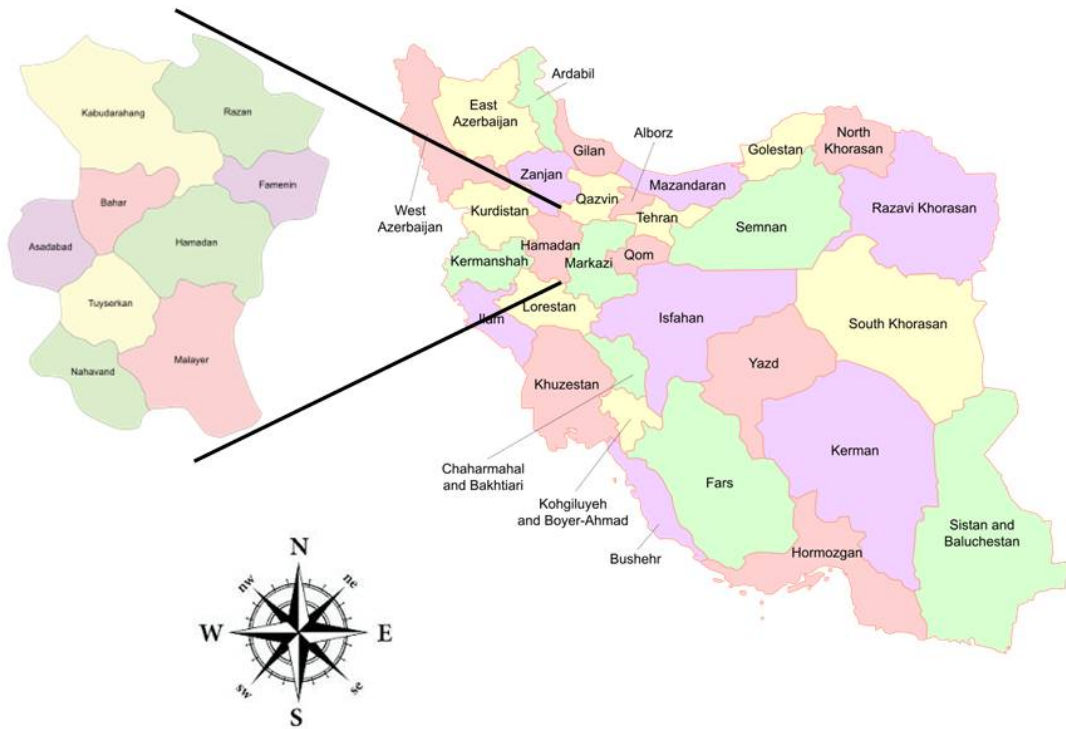 Kabudarahang
Razan
Famenin
Bahar
Hamadan
Asadabad
Tuyserkan
Malayer
Nahavand
Ardabil
East
Azerbaijan
Alborz
North
Khorasan
Golestan
Gilan
Zanjan
Mazandaran
Qazvin
Razavi Khorasan
Kurdistan
Tehran
West
Azerbaijan
Semnan
Hamadan
Kermanshah
Markazi
Qom
Lorestan
Ilam
Isfahan
South Khorasan
Yazd
Khuzestan
Kerman
Chaharmahal
and Bakhtiari
Fars
Kohgiluyeh
and Boyer-Ahmad
Sistan and
Baluchestan
Bushehr
Hormozgan
N
nw
ne
W
E
sw
se
S